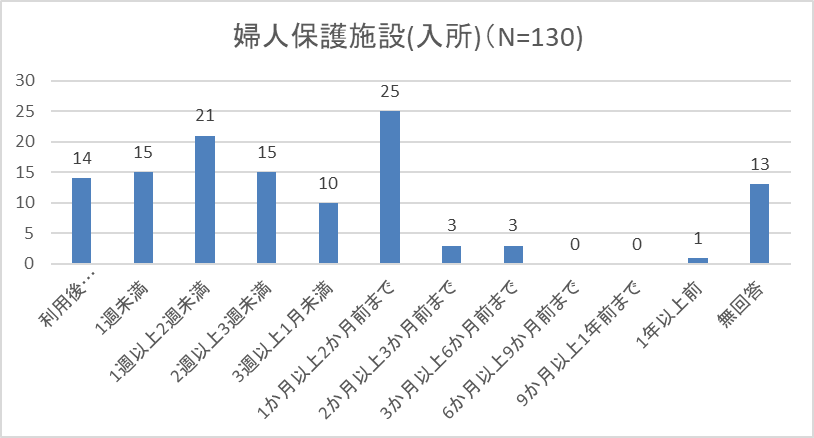 婦人保護施設(入所)（N=130)
30
25
20
15
10
5
0
14
15
21
15
10
25
3
3
0
0
1
13
利用後…
1週未満
1週以上2週未満
2週以上3週未満
3週以上1月未満
1か月以上2か月前まで
2か月以上3か月前まで
3か月以上6か月前まで
6か月以上9か月前まで
9か月以上1年前まで
1年以上前
無回答